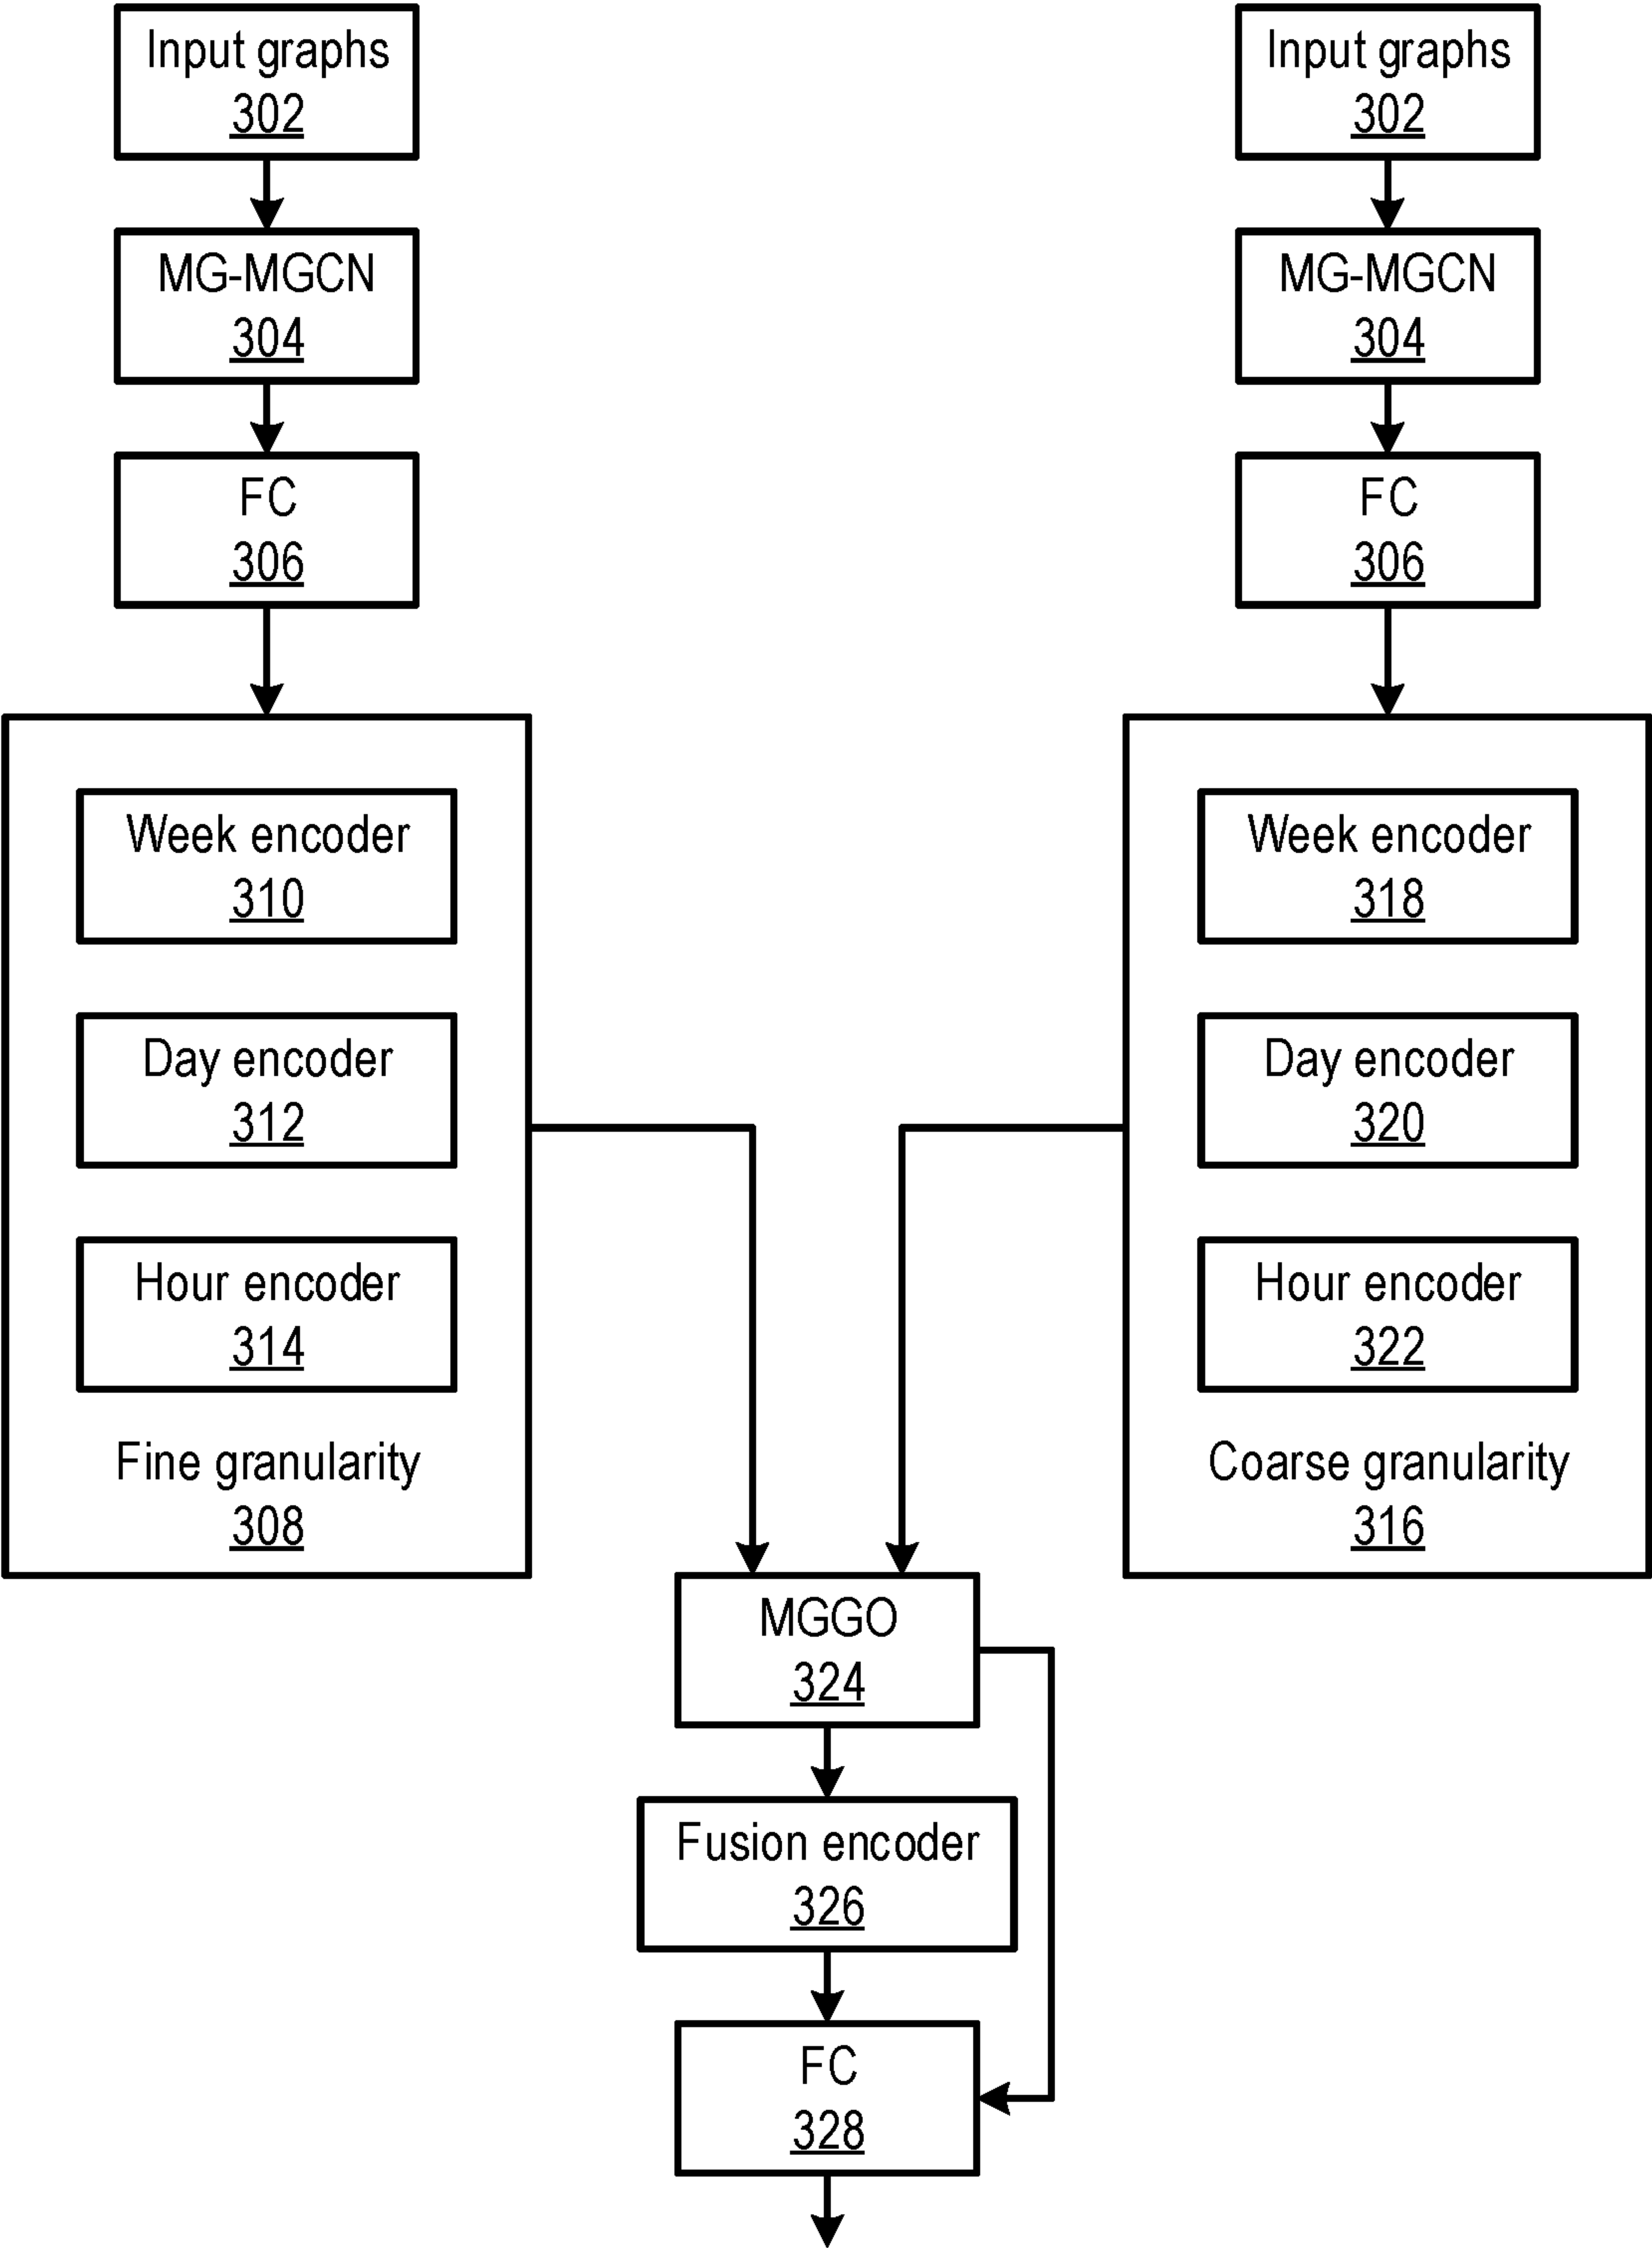 Input graphs
302
MG-MGCN
304
FC
306
Week encoder
310
Day encoder
312
Hour encoder
314
Fine granularity
308
Input graphs
302
MG-MGCN
304
FC
306
Week encoder
318
Day encoder
320
Hour encoder
322
Coarse granularity
316
MGGO
324
Fusion encoder
326
FC
328